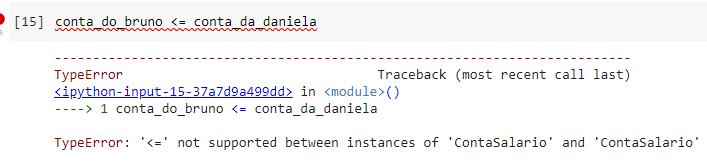 [15] conta_do_bruno <= conta_da_daniela
---------------------------------------------------------------------------
TypeError                                 Traceback (most recent call last)
<ipython-input-15-37a7d9a499dd> in <module>()
----> 1 conta_do_bruno <= conta_da_daniela
TypeError: '<=' not supported between instances of 'ContaSalario' and 'ContaSalario'